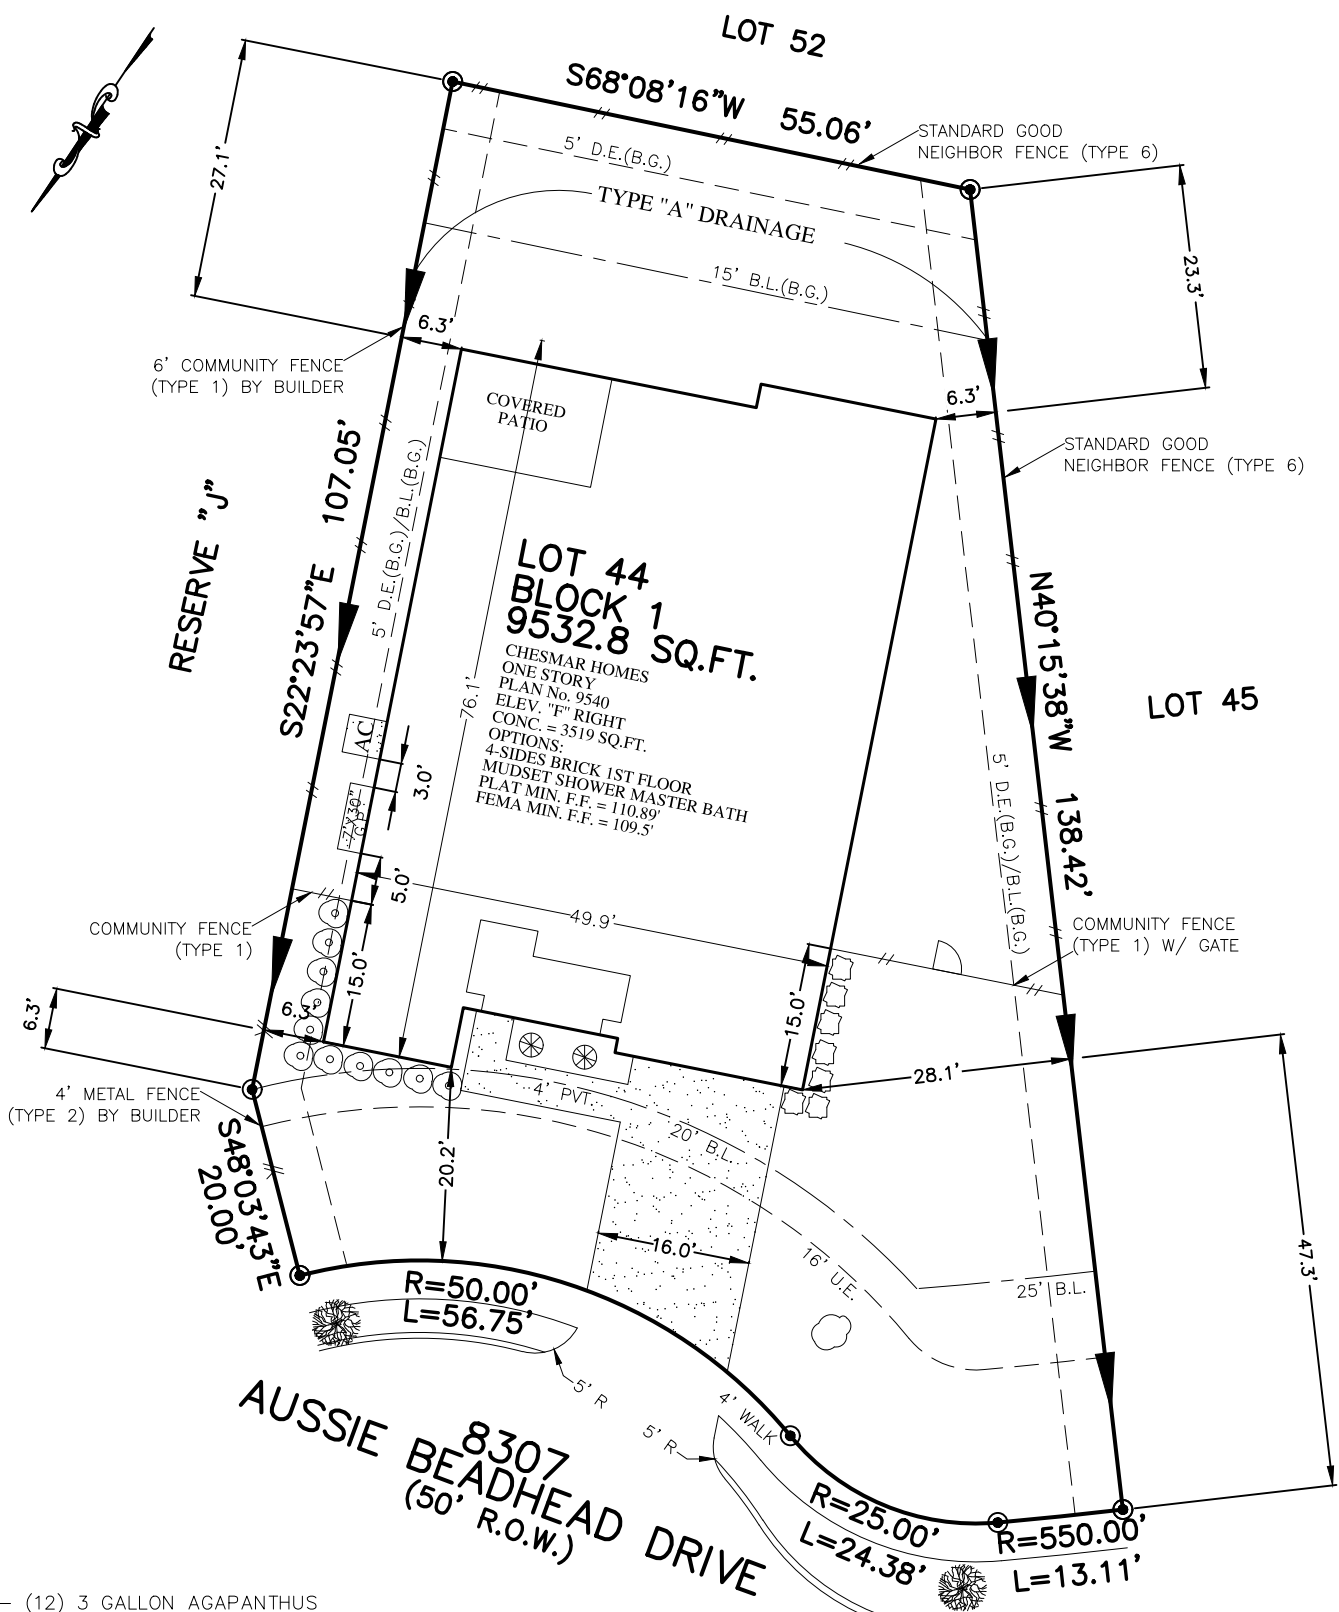 LOT 52
S68°08'16"W 55.06'
27.1'
5' D.E.(B.G.)
STANDARD GOOD
NEIGHBOR FENCE (TYPE 6)
TYPE "A" DRAINAGE
15' B.L.(B.G.)
23.3'
6.3'
6' COMMUNITY FENCE
(TYPE 1) BY BUILDER
COVERED
PATIO
6.3'
STANDARD GOOD
NEIGHBOR FENCE (TYPE 6)
S22°23'57"E 107.05'
5' D.E.(B.G.)/B.L.(B.G.)
RESERVE "J"
LOT 44
BLOCK 1
9532.8 SQ.FT.
CHESMAR HOMES
ONE STORY
PLAN No. 9540
ELEV. "F" RIGHT
CONC. = 3519 SQ.FT.
OPTIONS:
4-SIDES BRICK 1ST FLOOR
MUDSET SHOWER MASTER BATH
PLAT MIN. F.F. = 110.89'
FEMA MIN. F.F. = 109.5'
76.1'
N40°15'38"W 138.42'
LOT 45
AC
3.0'
7'X30"
G.P.
5' D.E.(B.G.)/B.L.(B.G.)
5.0'
49.9'
COMMUNITY FENCE
(TYPE 1)
COMMUNITY FENCE
(TYPE 1) W/ GATE
15.0'
15.0'
6.3'
6.3'
28.1'
4' METAL FENCE
(TYPE 2) BY BUILDER
4' PVT.
20' B.L.
S48°03'43"E
20.00'
20.2'
16.0'
16' U.E.
25' B.L.
47.3'
R=50.00'
L=56.75'
5' R
5' R
4' WALK
8307
AUSSIE BEADHEAD DRIVE
(50' R.O.W.)
R=25.00'
L=24.38'
R=550.00'
L=13.11'
(12) 3 GALLON AGAPANTHUS